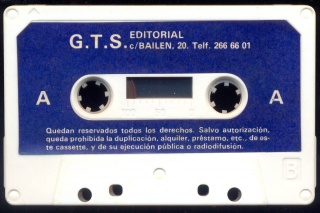 EDITORIAL
G.T.S. c/BAILEN, 20. Telf. 266 66 01
A A
Quedan reservados todos los derechos. Salvo autorización,
queda prohibida la duplicación, alquiler, préstamo, etc., de es-
te cassette, y de su ejecución pública o radiodifusión.
B